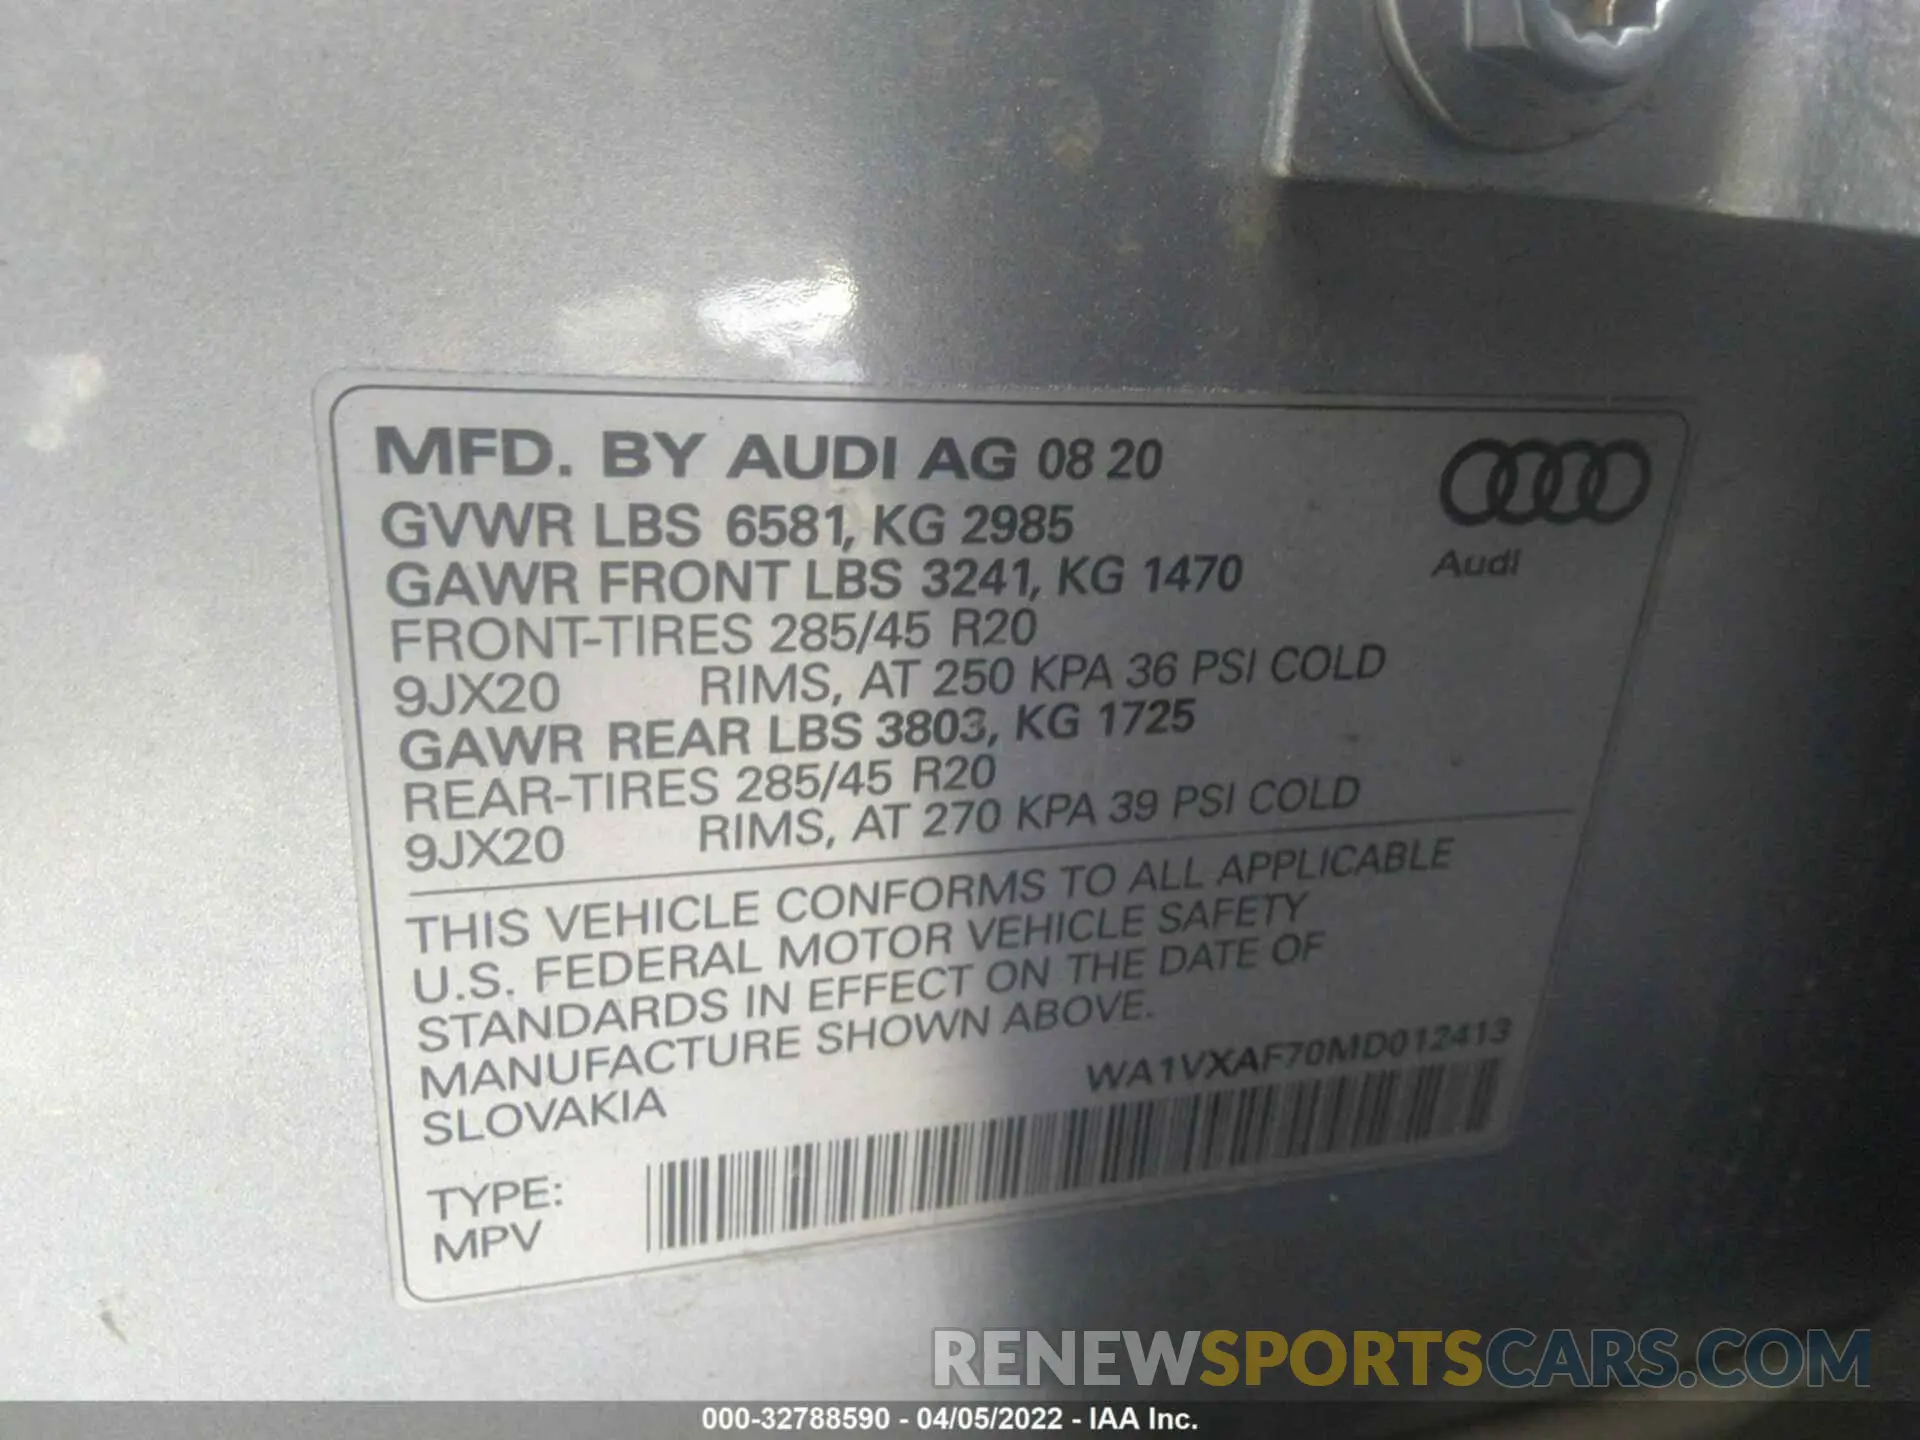 MFD. BY AUDI AG 08 20
GVWR LBS 6581, KG 2985
GAWR FRONT LBS 3241, KG 1470
FRONT-TIRES 285/45 R20
9JX20 RIMS, AT 250 KPA 36 PSI COLD
GAWR REAR LBS 3803, KG 1725
REAR-TIRES 285/45 R20
9JX20 RIMS, AT 270 KPA 39 PSI COLD
Audi
THIS VEHICLE CONFORMS TO ALL APPLICABLE
U.S. FEDERAL MOTOR VEHICLE SAFETY
STANDARDS IN EFFECT ON THE DATE OF
MANUFACTURE SHOWN ABOVE.
SLOVAKIA
WA1VXAF70MD012413
TYPE:
MPV
RENEWSPORTSCARS.COM
000-32788590 - 04/05/2022 - IAA Inc.